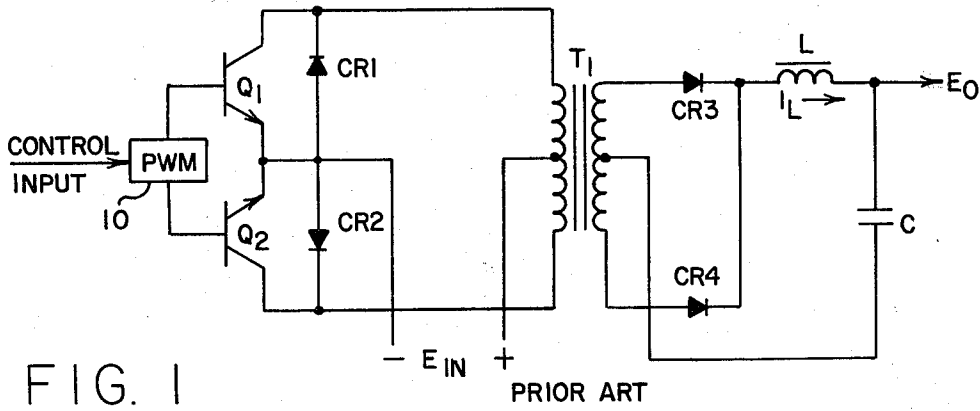 CONTROL
INPUT
PWM
10
Q1
Q2
CR1
CR2
T1
CR3
CR4
L
IL
EO
C
− EIN +
PRIOR ART
FIG. 1